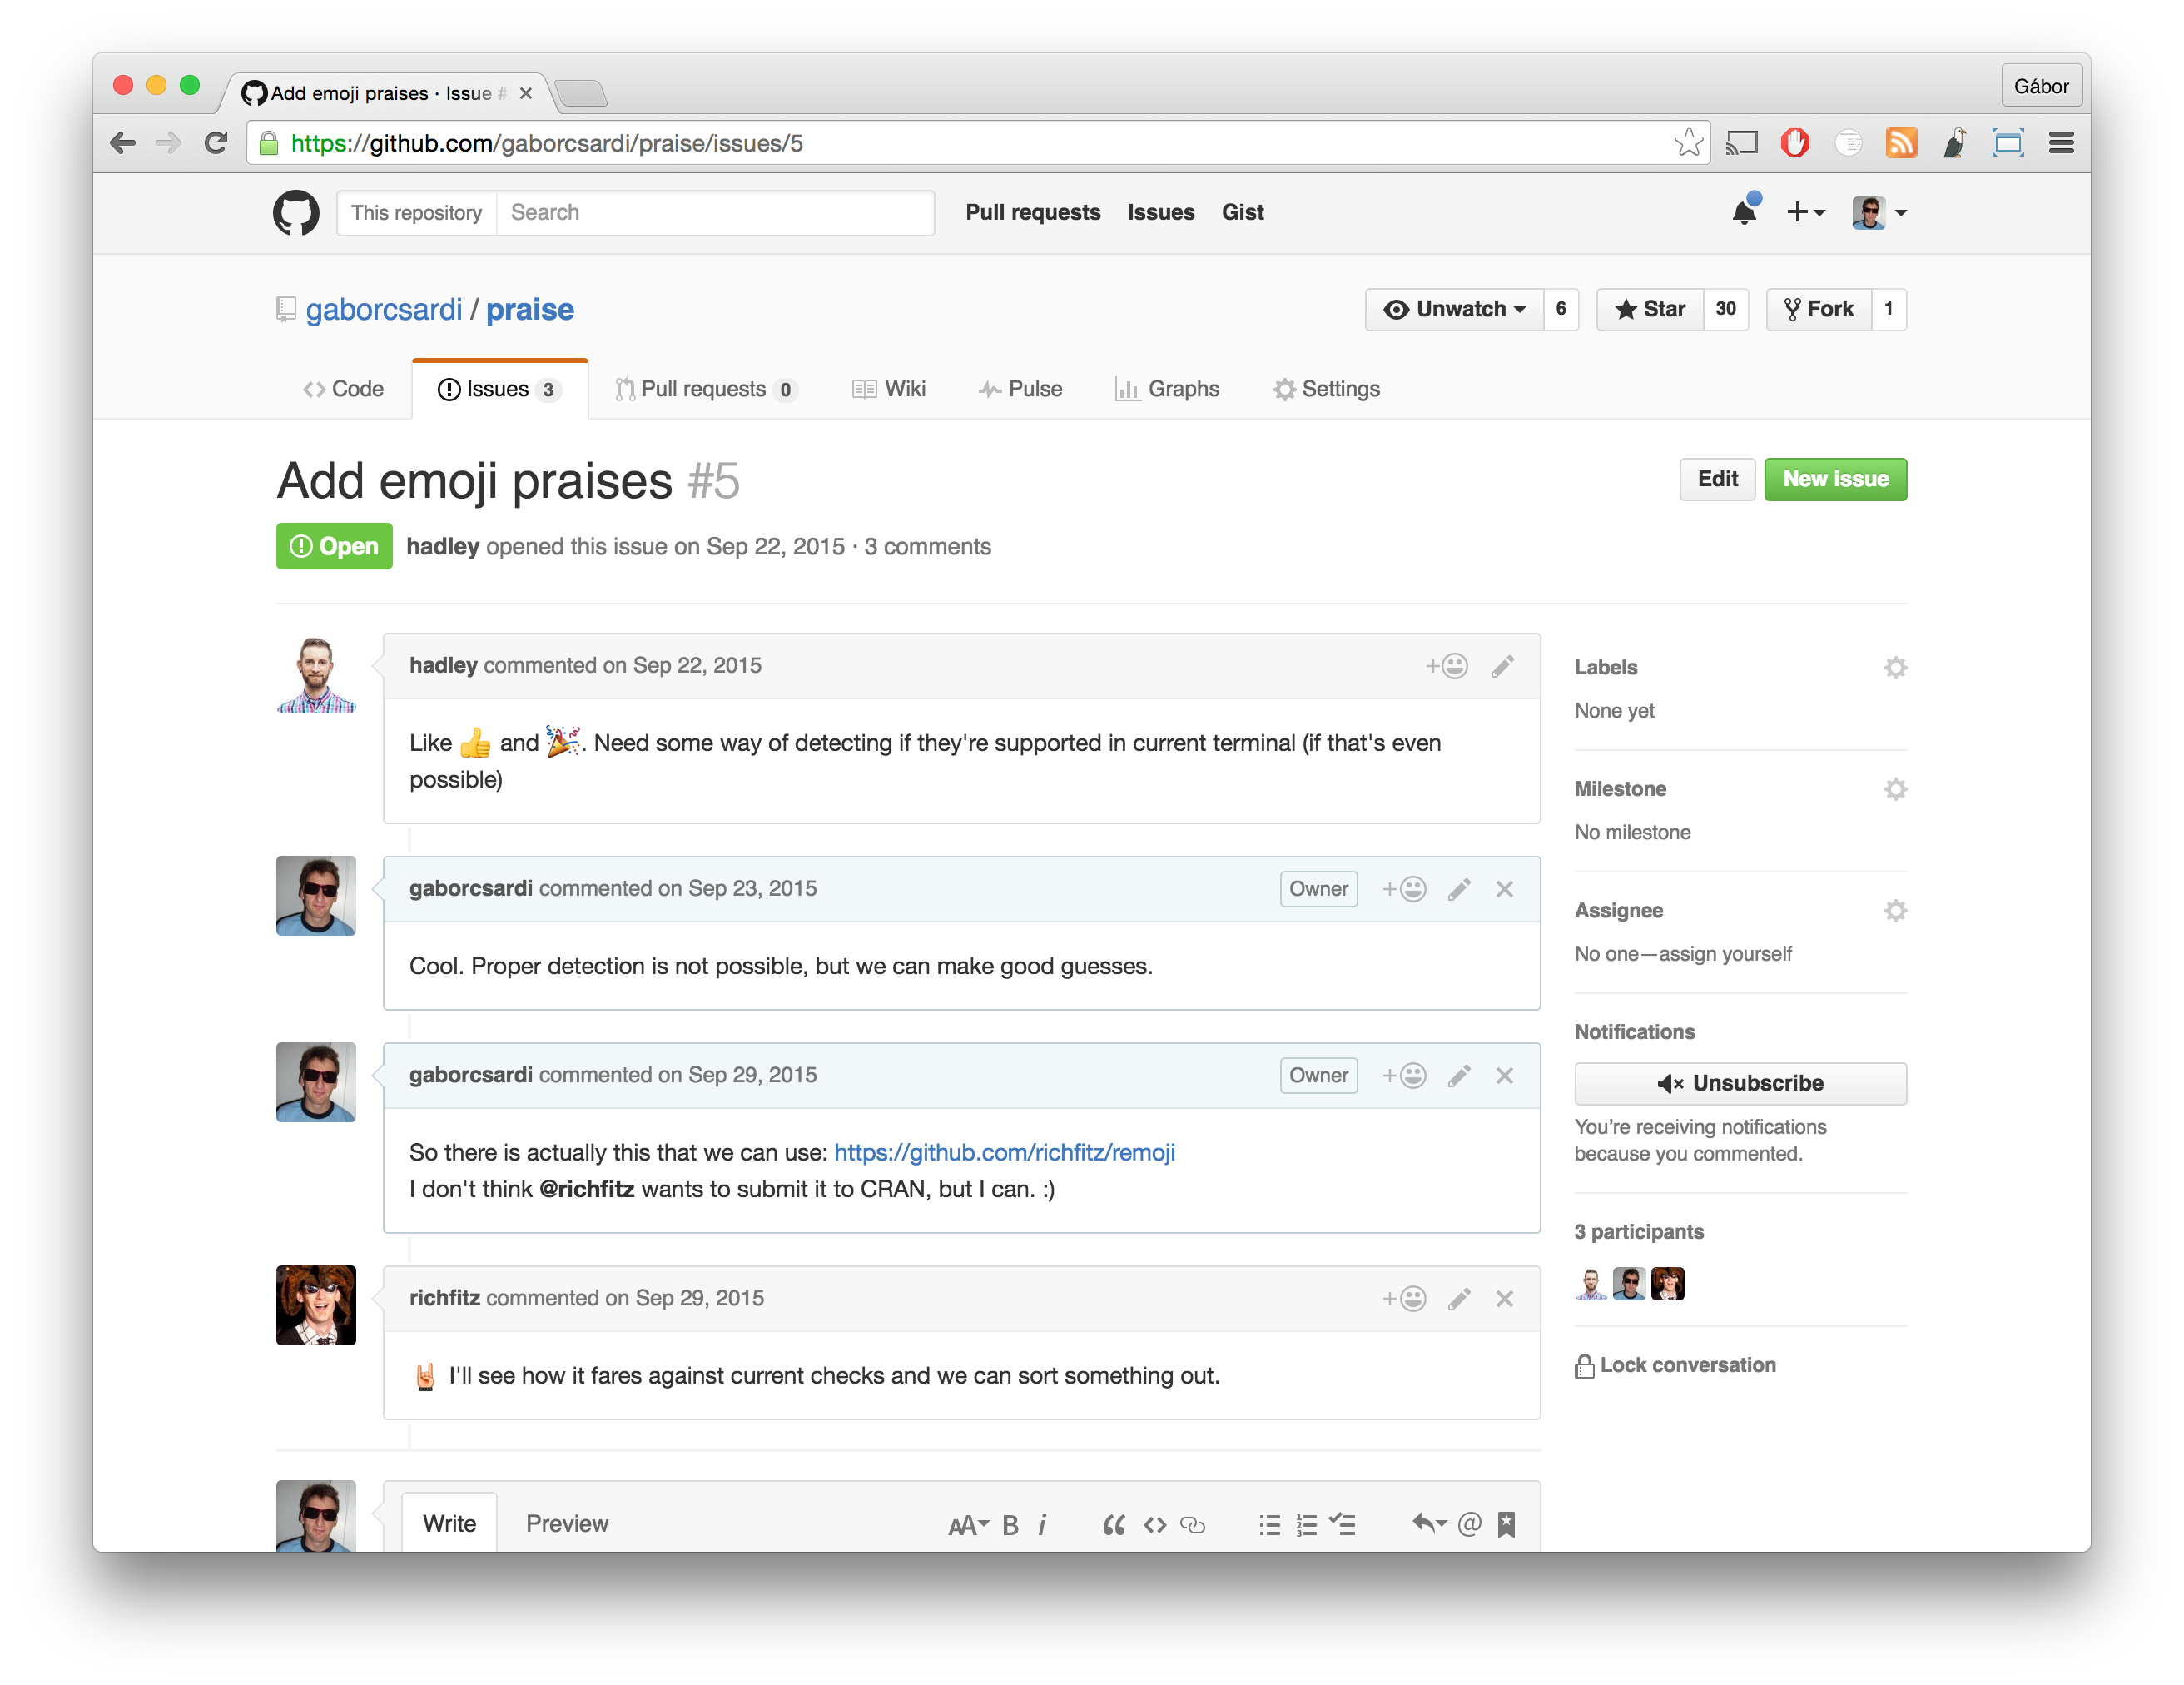 Add emoji praises · Issue #
Gábor
https://github.com/gaborcsardi/praise/issues/5
This repository Search Pull requests Issues Gist
gaborcsardi / praise
Unwatch 6 Star 30 Fork 1
Code Issues 3 Pull requests 0 Wiki Pulse Graphs Settings
Add emoji praises #5
Edit New issue
Open hadley opened this issue on Sep 22, 2015 · 3 comments
hadley commented on Sep 22, 2015
Like 👍 and 🎉. Need some way of detecting if they're supported in current terminal (if that's even
possible)
gaborcsardi commented on Sep 23, 2015 Owner
Cool. Proper detection is not possible, but we can make good guesses.
gaborcsardi commented on Sep 29, 2015 Owner
So there is actually this that we can use: https://github.com/richfitz/remoji
I don't think @richfitz wants to submit it to CRAN, but I can. :)
richfitz commented on Sep 29, 2015
🤘 I'll see how it fares against current checks and we can sort something out.
Write Preview AA B i
Labels
None yet
Milestone
No milestone
Assignee
No one—assign yourself
Notifications
Unsubscribe
You're receiving notifications
because you commented.
3 participants
Lock conversation